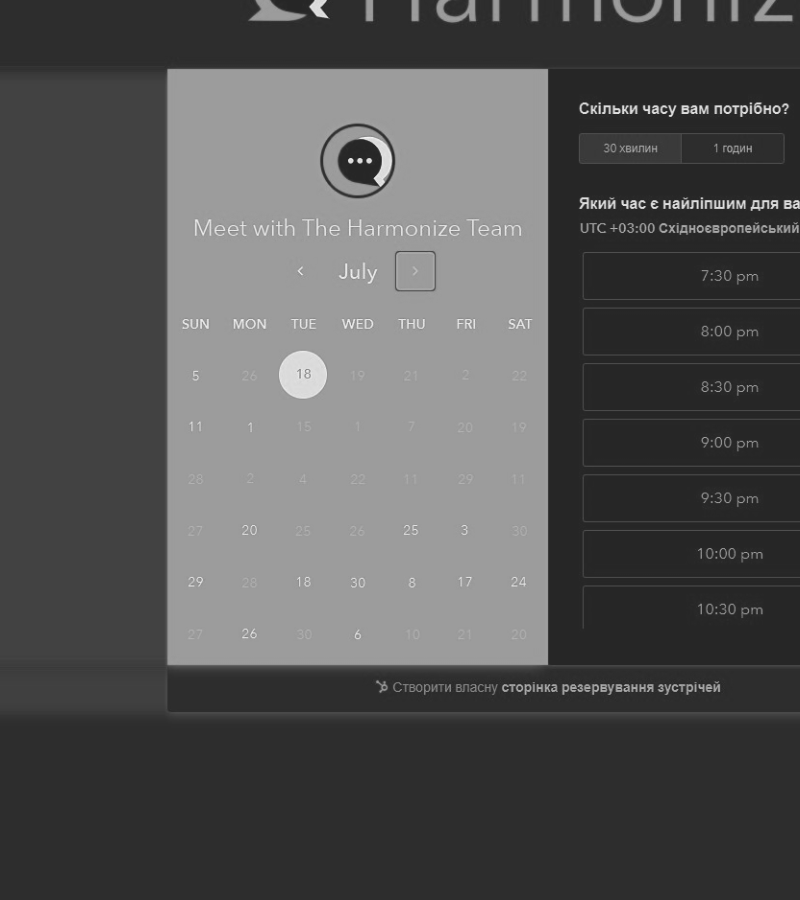 Harmoniz
Meet with The Harmonize Team
July
SUN MON TUE WED THU FRI SAT
5 26 18 19 21 2 22
11 1 15 1 7 20 19
28 2 4 22 11 29 11
27 20 25 26 25 3 30
29 28 18 30 8 17 24
27 26 30 6 10 21 20
Скільки часу вам потрібно?
30 хвилин 1 годин
Який час є найліпшим для ва
UTC +03:00 Східноєвропейський
7:30 pm
8:00 pm
8:30 pm
9:00 pm
9:30 pm
10:00 pm
10:30 pm
Створити власну сторінка резервування зустрічей